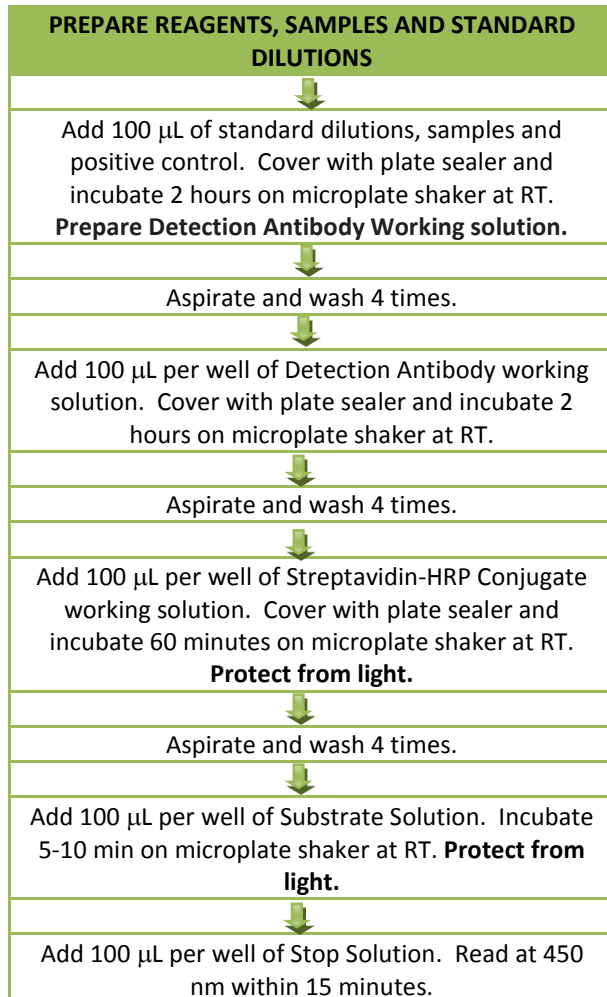 PREPARE REAGENTS, SAMPLES AND STANDARD
DILUTIONS
Add 100 μL of standard dilutions, samples and
positive control.  Cover with plate sealer and
incubate 2 hours on microplate shaker at RT.
Prepare Detection Antibody Working solution.
Aspirate and wash 4 times.
Add 100 μL per well of Detection Antibody working
solution.  Cover with plate sealer and incubate 2
hours on microplate shaker at RT.
Aspirate and wash 4 times.
Add 100 μL per well of Streptavidin-HRP Conjugate
working solution.  Cover with plate sealer and
incubate 60 minutes on microplate shaker at RT.
Protect from light.
Aspirate and wash 4 times.
Add 100 μL per well of Substrate Solution.  Incubate
5-10 min on microplate shaker at RT. Protect from
light.
Add 100 μL per well of Stop Solution.  Read at 450
nm within 15 minutes.